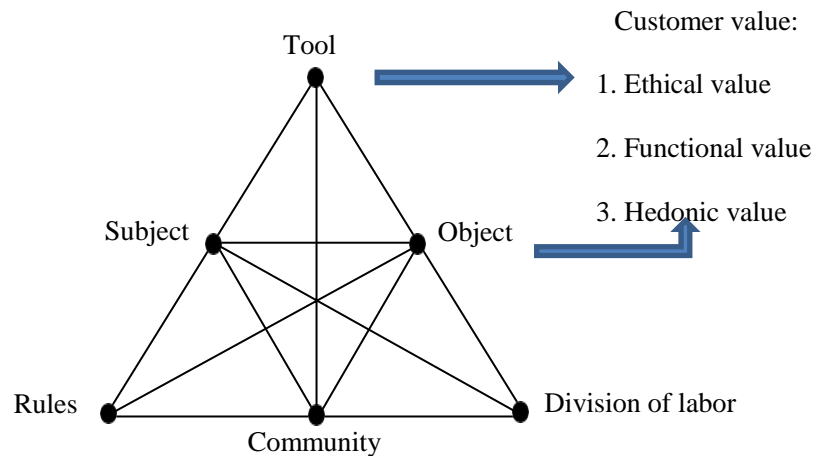 Customer value:
Tool
1. Ethical value
2. Functional value
3. Hedonic value
Subject
Object
Rules
Division of labor
Community